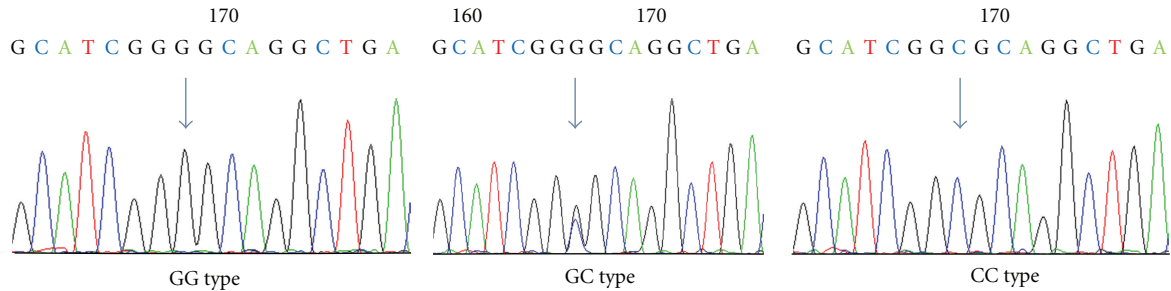 170
G C A T C G G G G C A G G C T G A
GG type
160 170
G C A T C G G G G C A G G C T G A
GC type
170
G C A T C G G C G C A G G C T G A
CC type